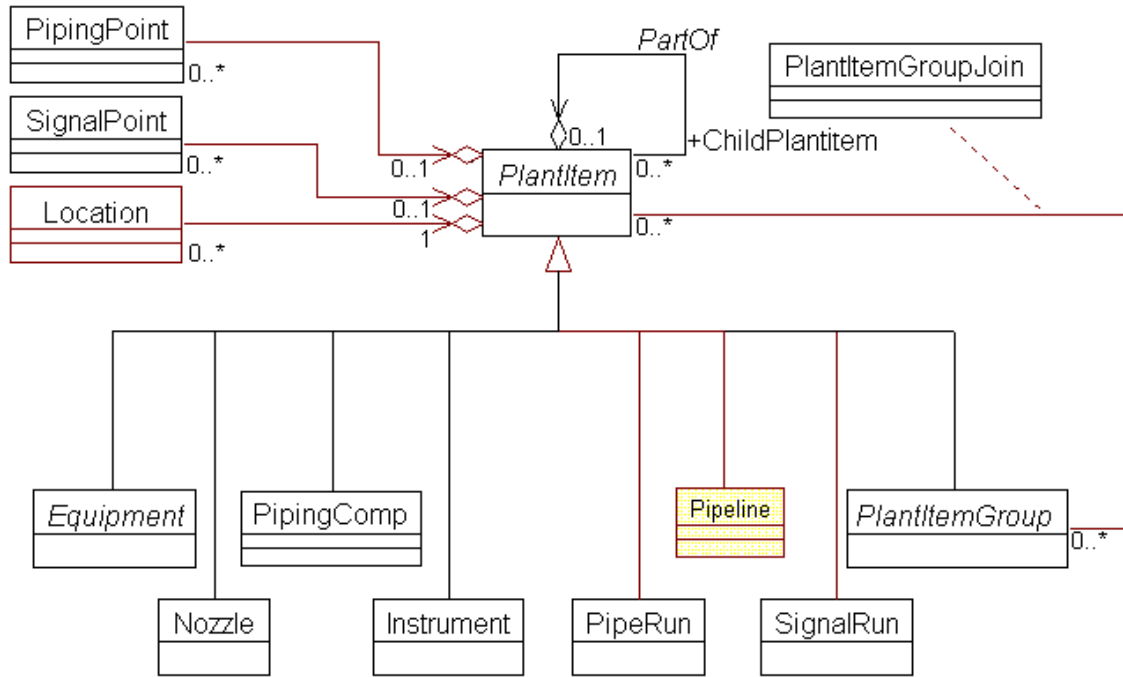 PipingPoint
0..*
PartOf
PlantItemGroupJoin
SignalPoint
0..*
0..1
+ChildPlantitem
0..1
PlantItem
0..*
Location
0..1
0..*
1
0..*
Equipment
PipingComp
Pipeline
PlantItemGroup
0..*
Nozzle
Instrument
PipeRun
SignalRun